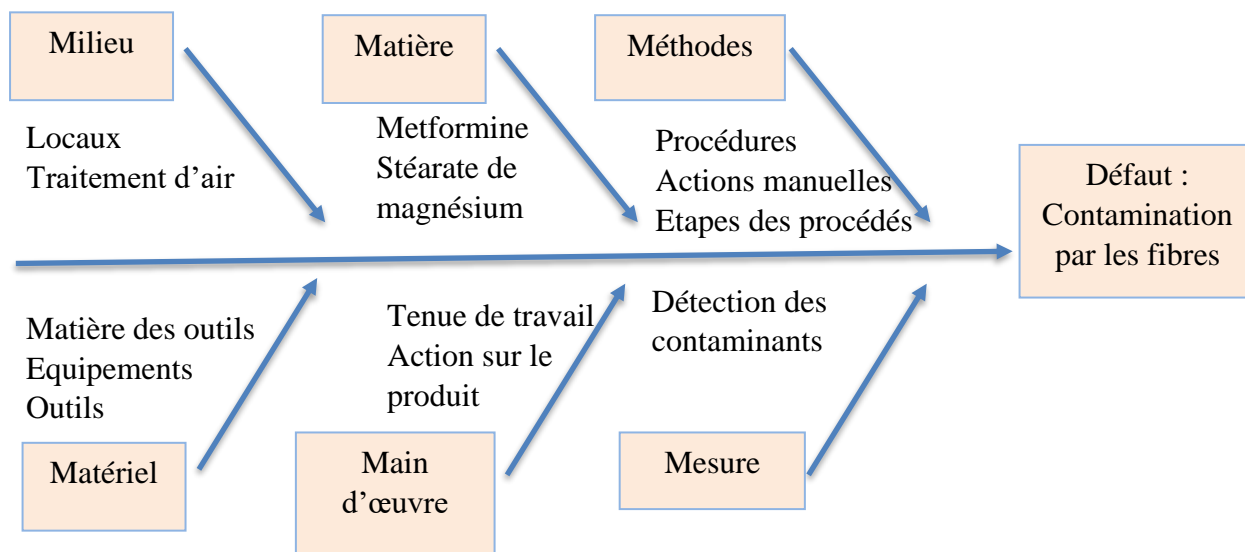 Milieu
Matière
Méthodes
Locaux
Traitement d'air
Metformine
Stéarate de
magnésium
Procédures
Actions manuelles
Etapes des procédés
Défaut :
Contamination
par les fibres
Matière des outils
Equipements
Outils
Tenue de travail
Action sur le
produit
Détection des
contaminants
Matériel
Main
d'œuvre
Mesure